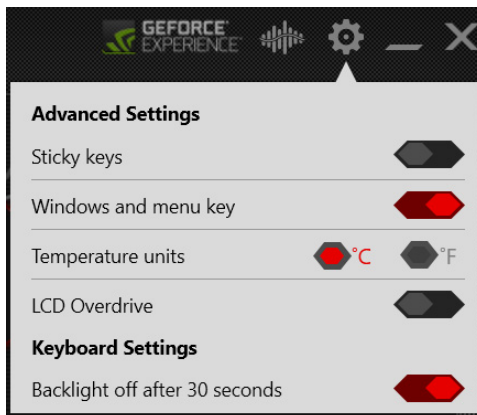 GEFORCE
EXPERIENCE
Advanced Settings
Sticky keys
Windows and menu key
Temperature units °C °F
LCD Overdrive
Keyboard Settings
Backlight off after 30 seconds